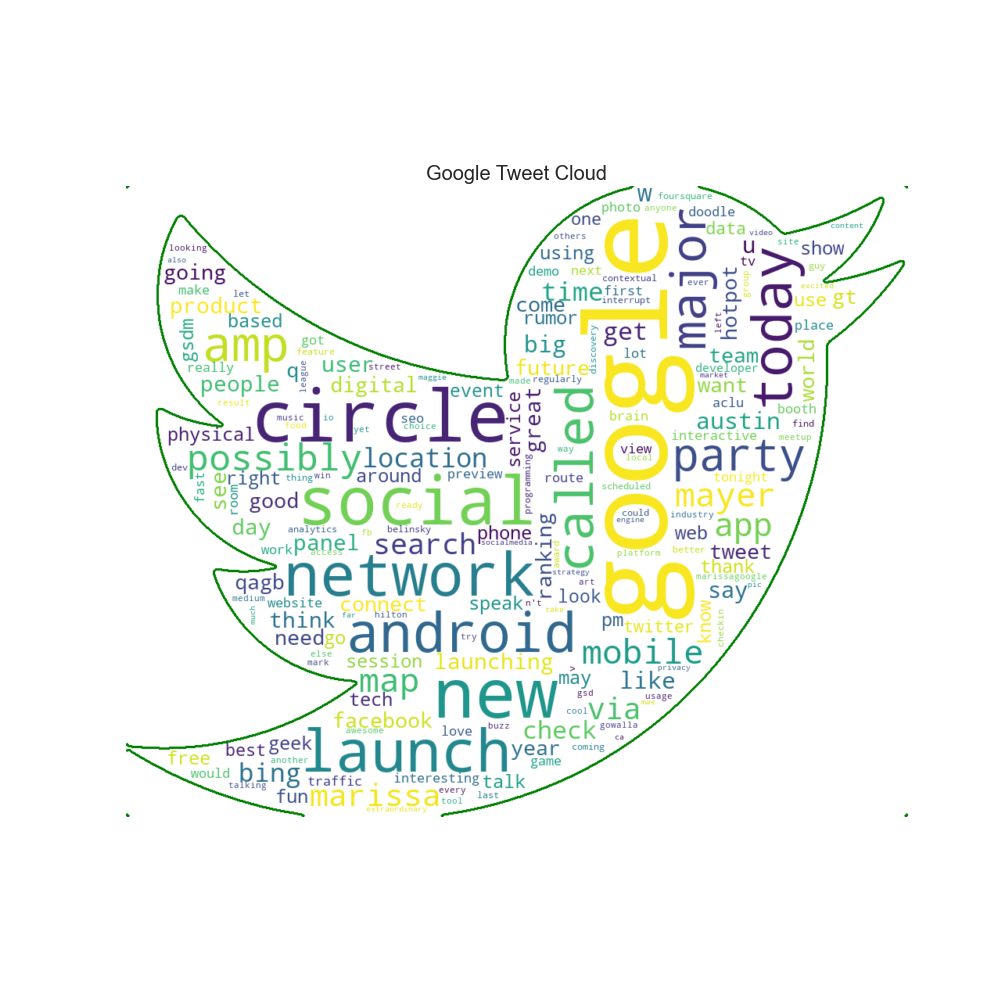 Google Tweet Cloud
w
foursquare
photo
anyone
doodle
one
data
video
content
others
using
u
site
show
looking
also
going
demo
next
contextual
ever
tv
guy
major
today
google
group
excited
make
let
time
first
interrupt
hotpot
use
gt
product
come
rumor
left
place
based
get
gsdm
amp
got
feature
big
discovery
lot
team
world
really
user
street
future
developer
want
market
people
q
league
digital
maggie
event
made
regularly
booth
result
circle
service
great
called
brain
aclu
austin
find
music
io
seo
food
yet
choice
physical
way
view
interactive
meetup
party
possibly
location
local
dev
fast
see
room
right
thing
win
around
preview
programming
route
scheduled
tonight
good
social
ready
mayer
day
analytics
fb
belinsky
phone
could
engine
industry
app
work
panel
access
search
socialmedia
ranking
web
platform
better
tweet
strategy
award
thank
qagb
network
art
marissagoogle
pic
medium
much
website
connect
speak
n't
look
say
think
far
hilton
take
pm
twitter
know
checkin
need
go
android
try
else
mark
session
launching
mobile
privacy
map
may
v
like
tech
new
gsd
usage
mae
facebook
cool
via
awesome
love
buzz
check
gowalla
ca
best
geek
launch
year
coming
free
another
game
would
bing
traffic
interesting
talk
talking
fun
marissa
every
tool
last
extraordinary